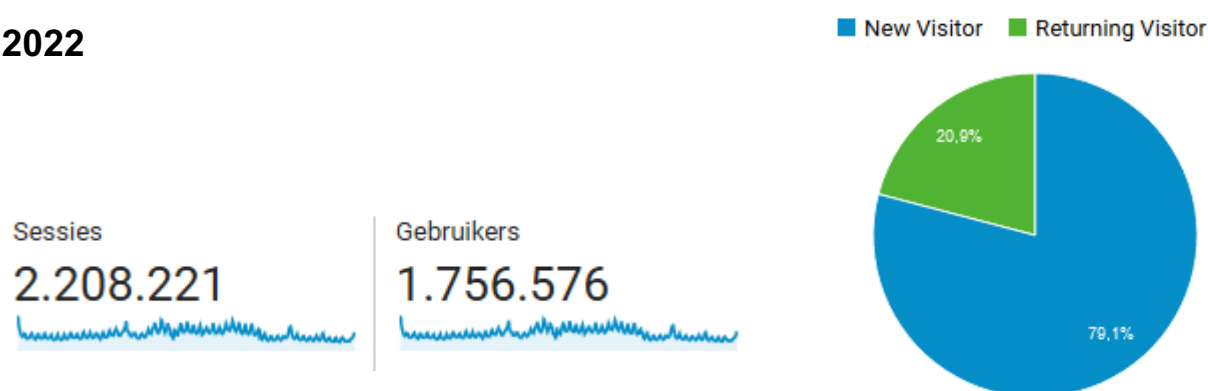 2022
New Visitor
Returning Visitor
20,9%
79,1%
Sessies
2.208.221
Gebruikers
1.756.576